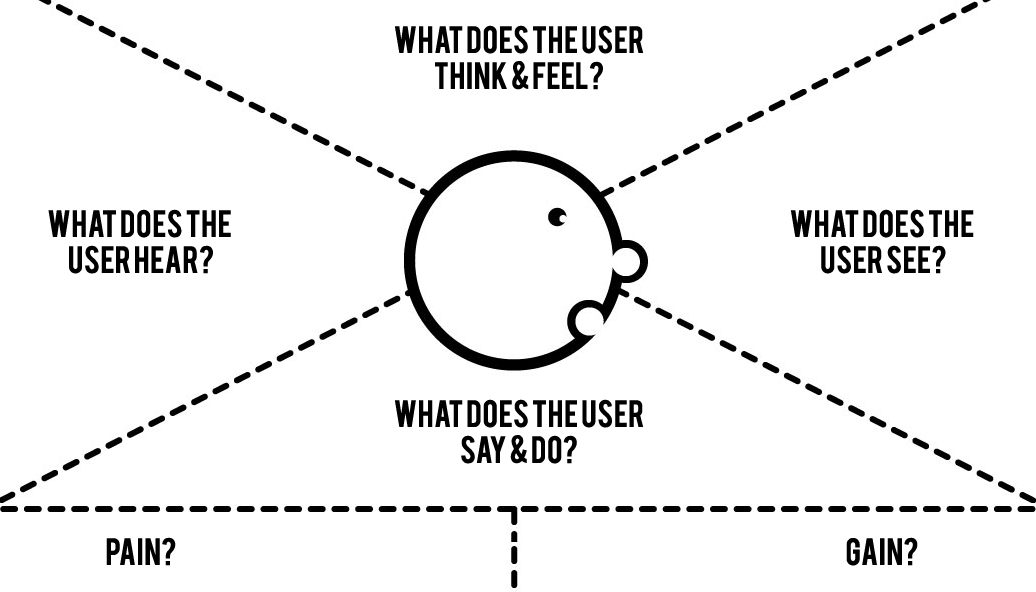 WHAT DOES THE USER
THINK & FEEL?
WHAT DOES THE
USER HEAR?
WHAT DOES THE
USER SEE?
WHAT DOES THE USER
SAY & DO?
PAIN?
GAIN?